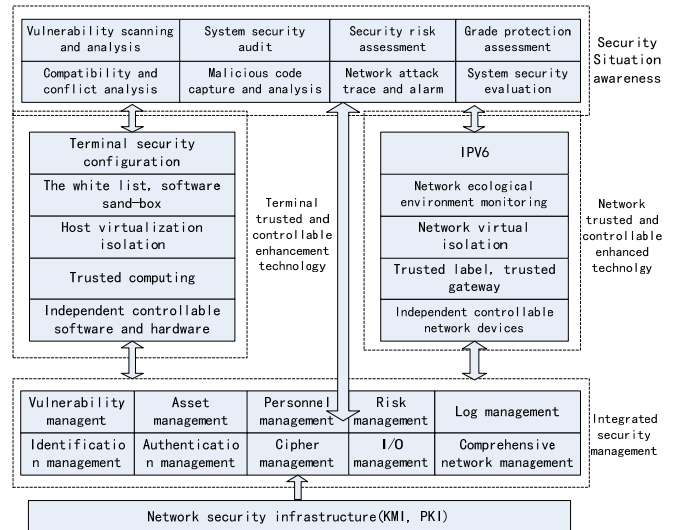 Vulnerability scanning
and analysis
System security
audit
Security risk
assessment
Grade protection
assessment
Compatibility and
conflict analysis
Malicious code
capture and analysis
Network attack
trace and alarm
System security
evaluation
Security
Situation
awareness
Terminal security
configuration
The white list, software
sand-box
Host virtualization
isolation
Trusted computing
Independent controllable
software and hardware
Terminal
trusted and
controllable
enhancement
technology
IPV6
Network ecological
environment monitoring
Network virtual
isolation
Trusted label, trusted
gateway
Independent controllable
network devices
Network
trusted and
controllable
enhanced
technolgy
Vulnerability
managent
Asset
management
Personnel
management
Risk
management
Log management
Identificatio
n management
Authenticatio
n management
Cipher
management
I/O
management
Comprehensive
network management
Integrated
security
management
Network security infrastructure(KMI, PKI)